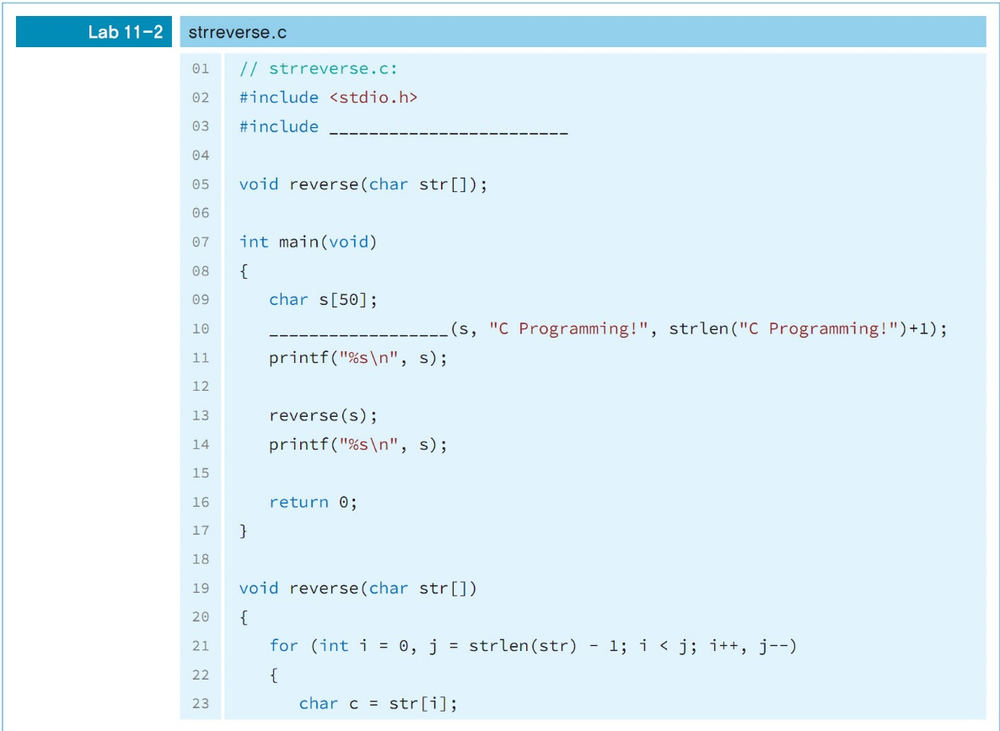 Lab 11-2 strreverse.c
01 // strreverse.c:
02 #include <stdio.h>
03 #include ________________________
04
05 void reverse(char str[]);
06
07 int main(void)
08 {
09 char s[50];
10 __________________(s, "C Programming!", strlen("C Programming!")+1);
11 printf("%s\n", s);
12
13 reverse(s);
14 printf("%s\n", s);
15
16 return 0;
17 }
18
19 void reverse(char str[])
20 {
21 for (int i = 0, j = strlen(str) - 1; i < j; i++, j--)
22 {
23 char c = str[i];